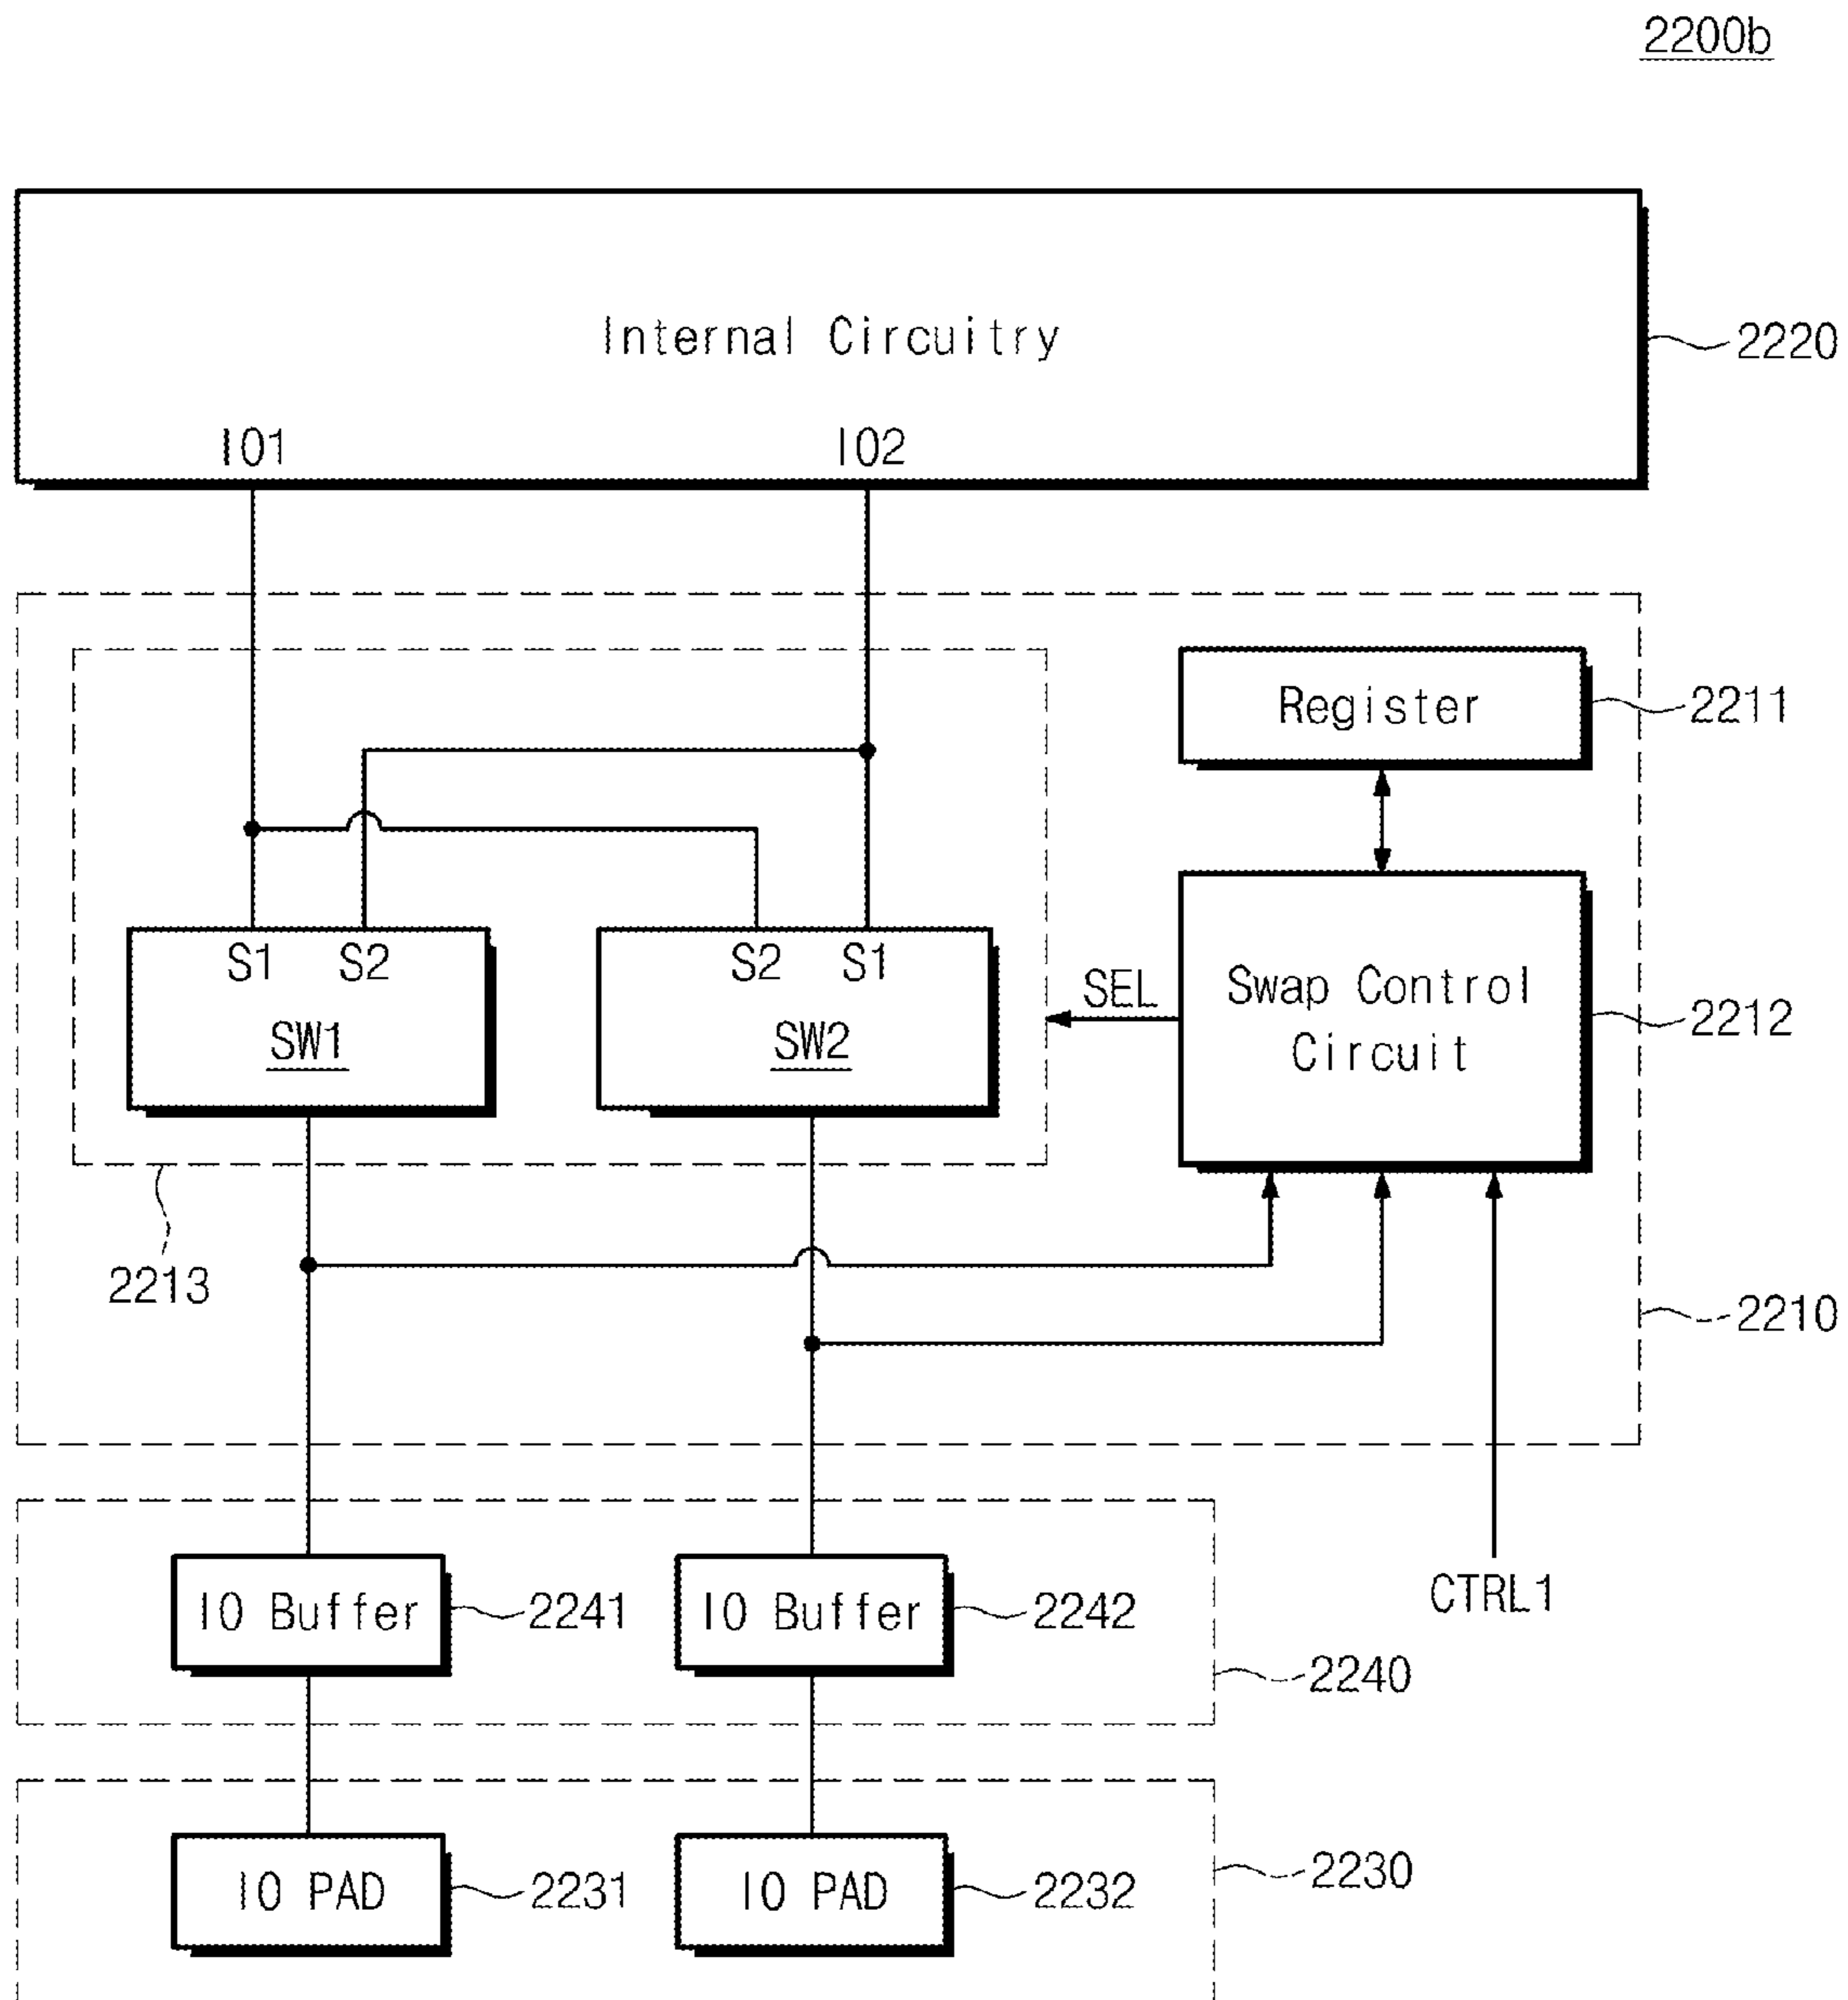 2200b
Internal Circuitry
2220
IO1
IO2
Register
2211
S1
S2
S2
S1
SW1
SW2
SEL
Swap Control
Circuit
2212
2213
2210
IO Buffer
2241
IO Buffer
2242
CTRL1
2240
IO PAD
2231
IO PAD
2232
2230